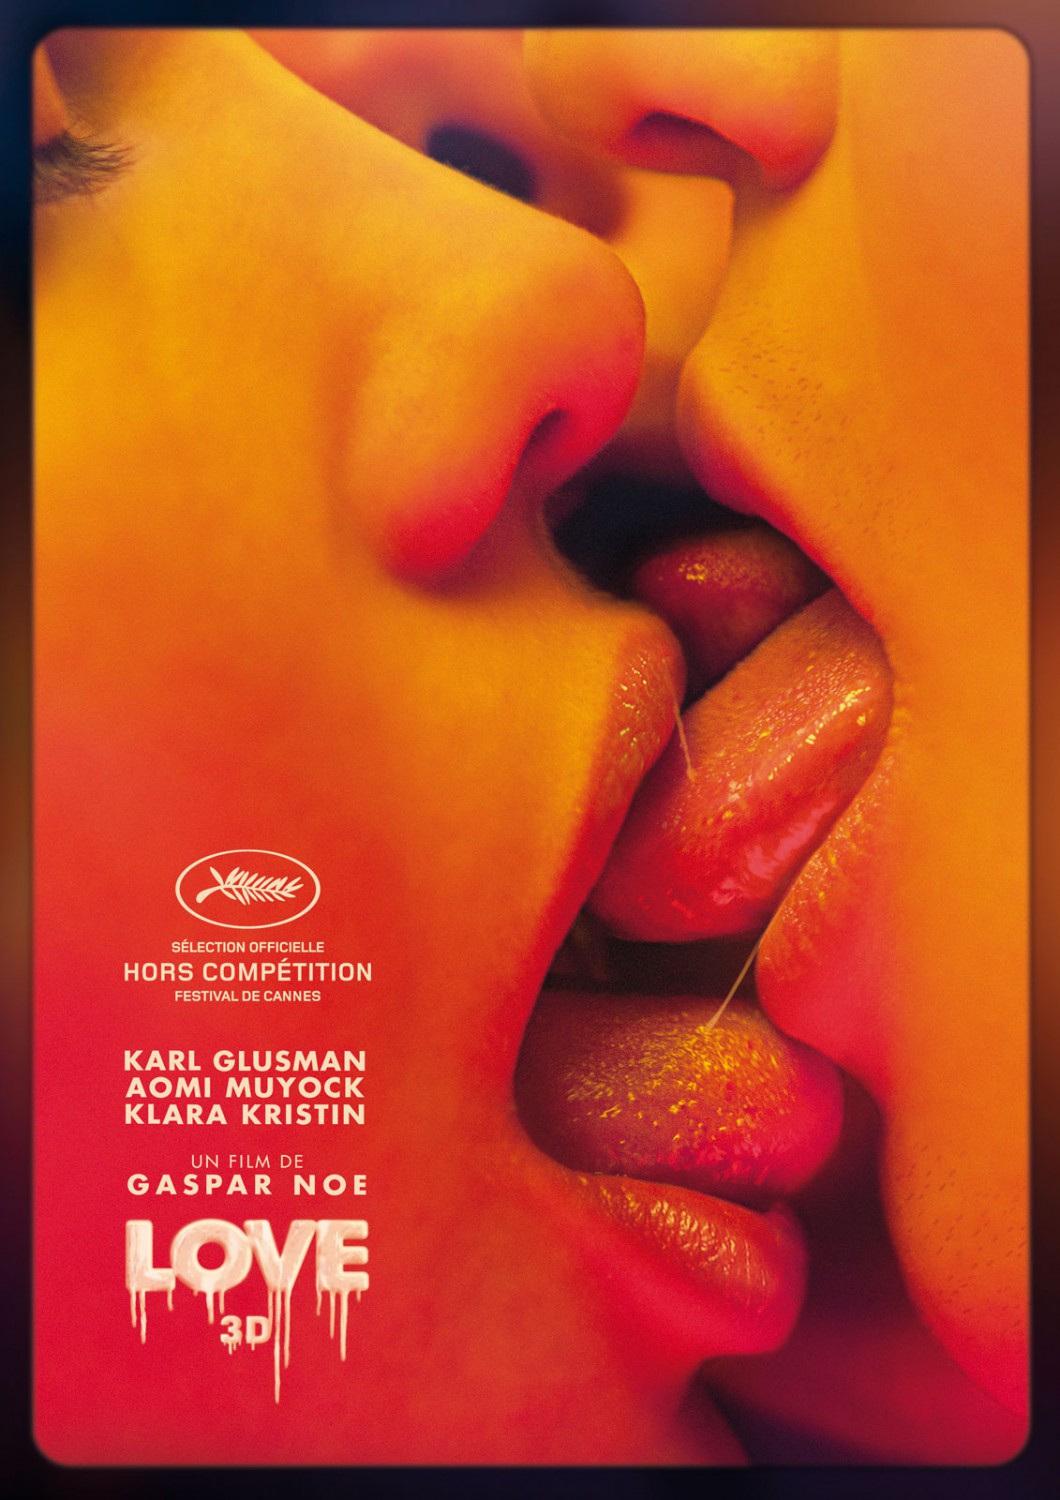 SÉLECTION OFFICIELLE
HORS COMPÉTITION
FESTIVAL DE CANNES
KARL GLUSMAN
AOMI MUYOCK
KLARA KRISTIN
UN FILM DE
GASPAR NOE
LOVE
3D